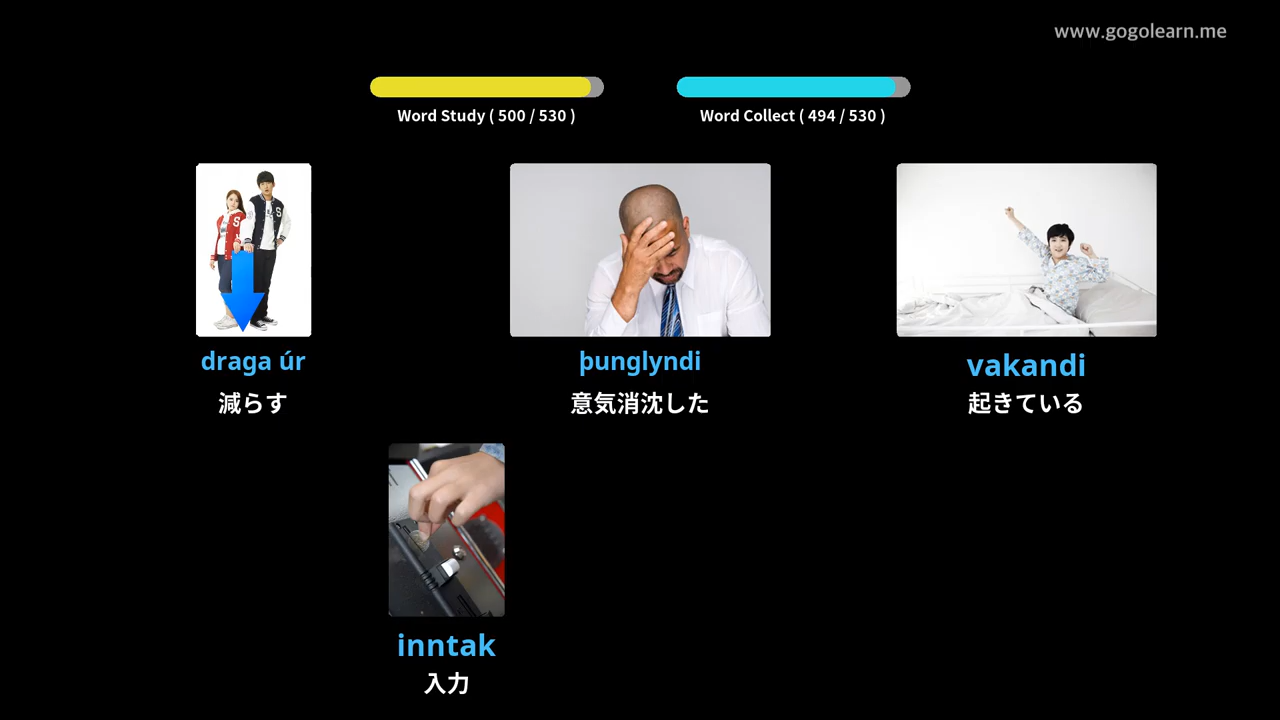 www.gogolearn.me
Word Study ( 500 / 530 )
Word Collect ( 494 / 530 )
draga úr
減らす
þunglyndi
意気消沈した
vakandi
起きている
inntak
入力